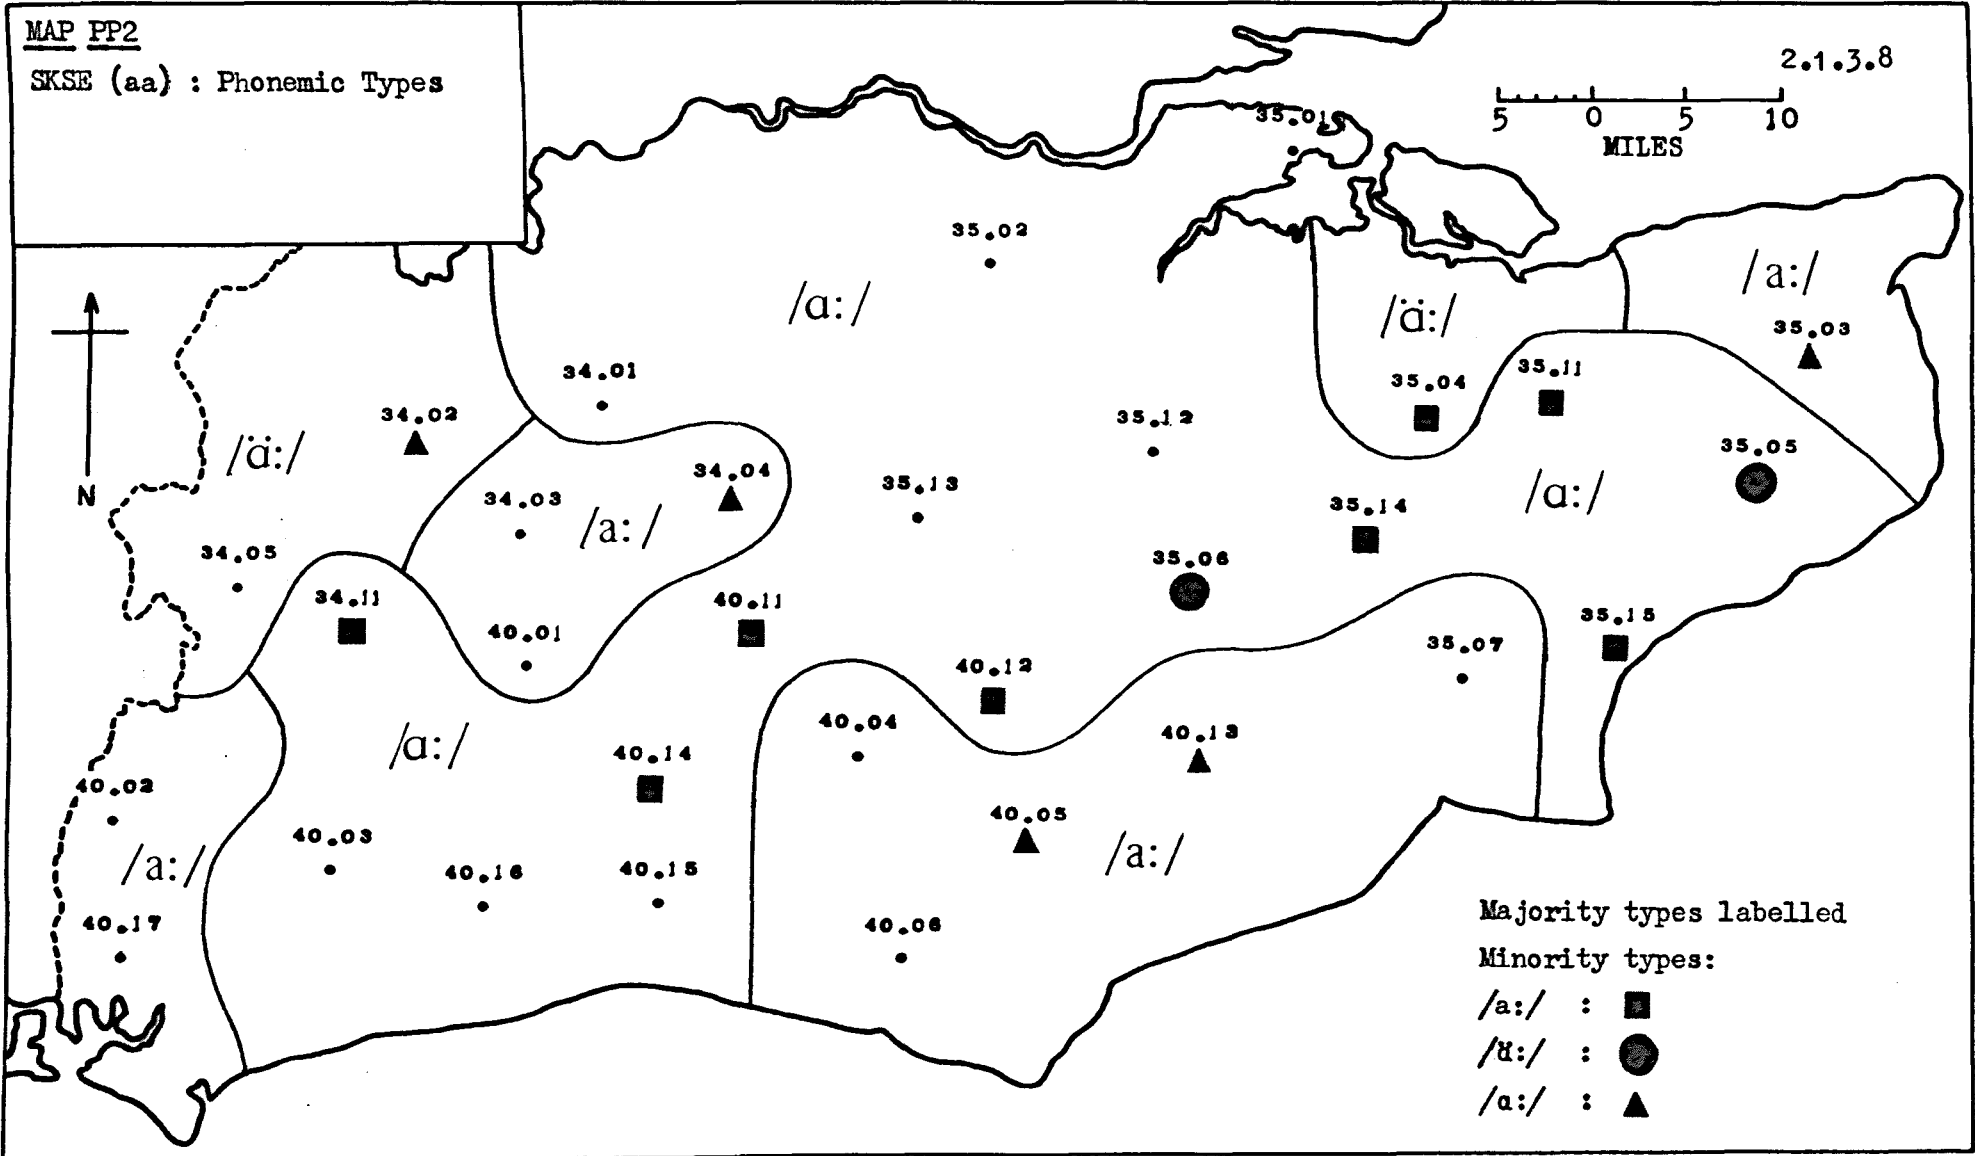 MAP PP2
SKSE (aa) : Phonemic Types
2.1.3.8
5 0 5 10
MILES
35.01
35.02
/ɑ:/
/ɑ̈:/
/a:/
35.03
34.01
34.02
35.04
35.11
35.12
/ɑ̈:/
34.03
34.04
35.13
35.05
/a:/
35.14
/ɑ:/
N
34.05
35.06
34.11
40.11
40.01
35.15
35.07
40.12
/ɑ:/
40.14
40.04
40.13
40.02
40.03
40.05
/a:/
/a:/
40.16
40.15
40.17
40.06
Majority types labelled
Minority types:
/a:/ :
/ɑ̈:/ :
/ɑ:/ :